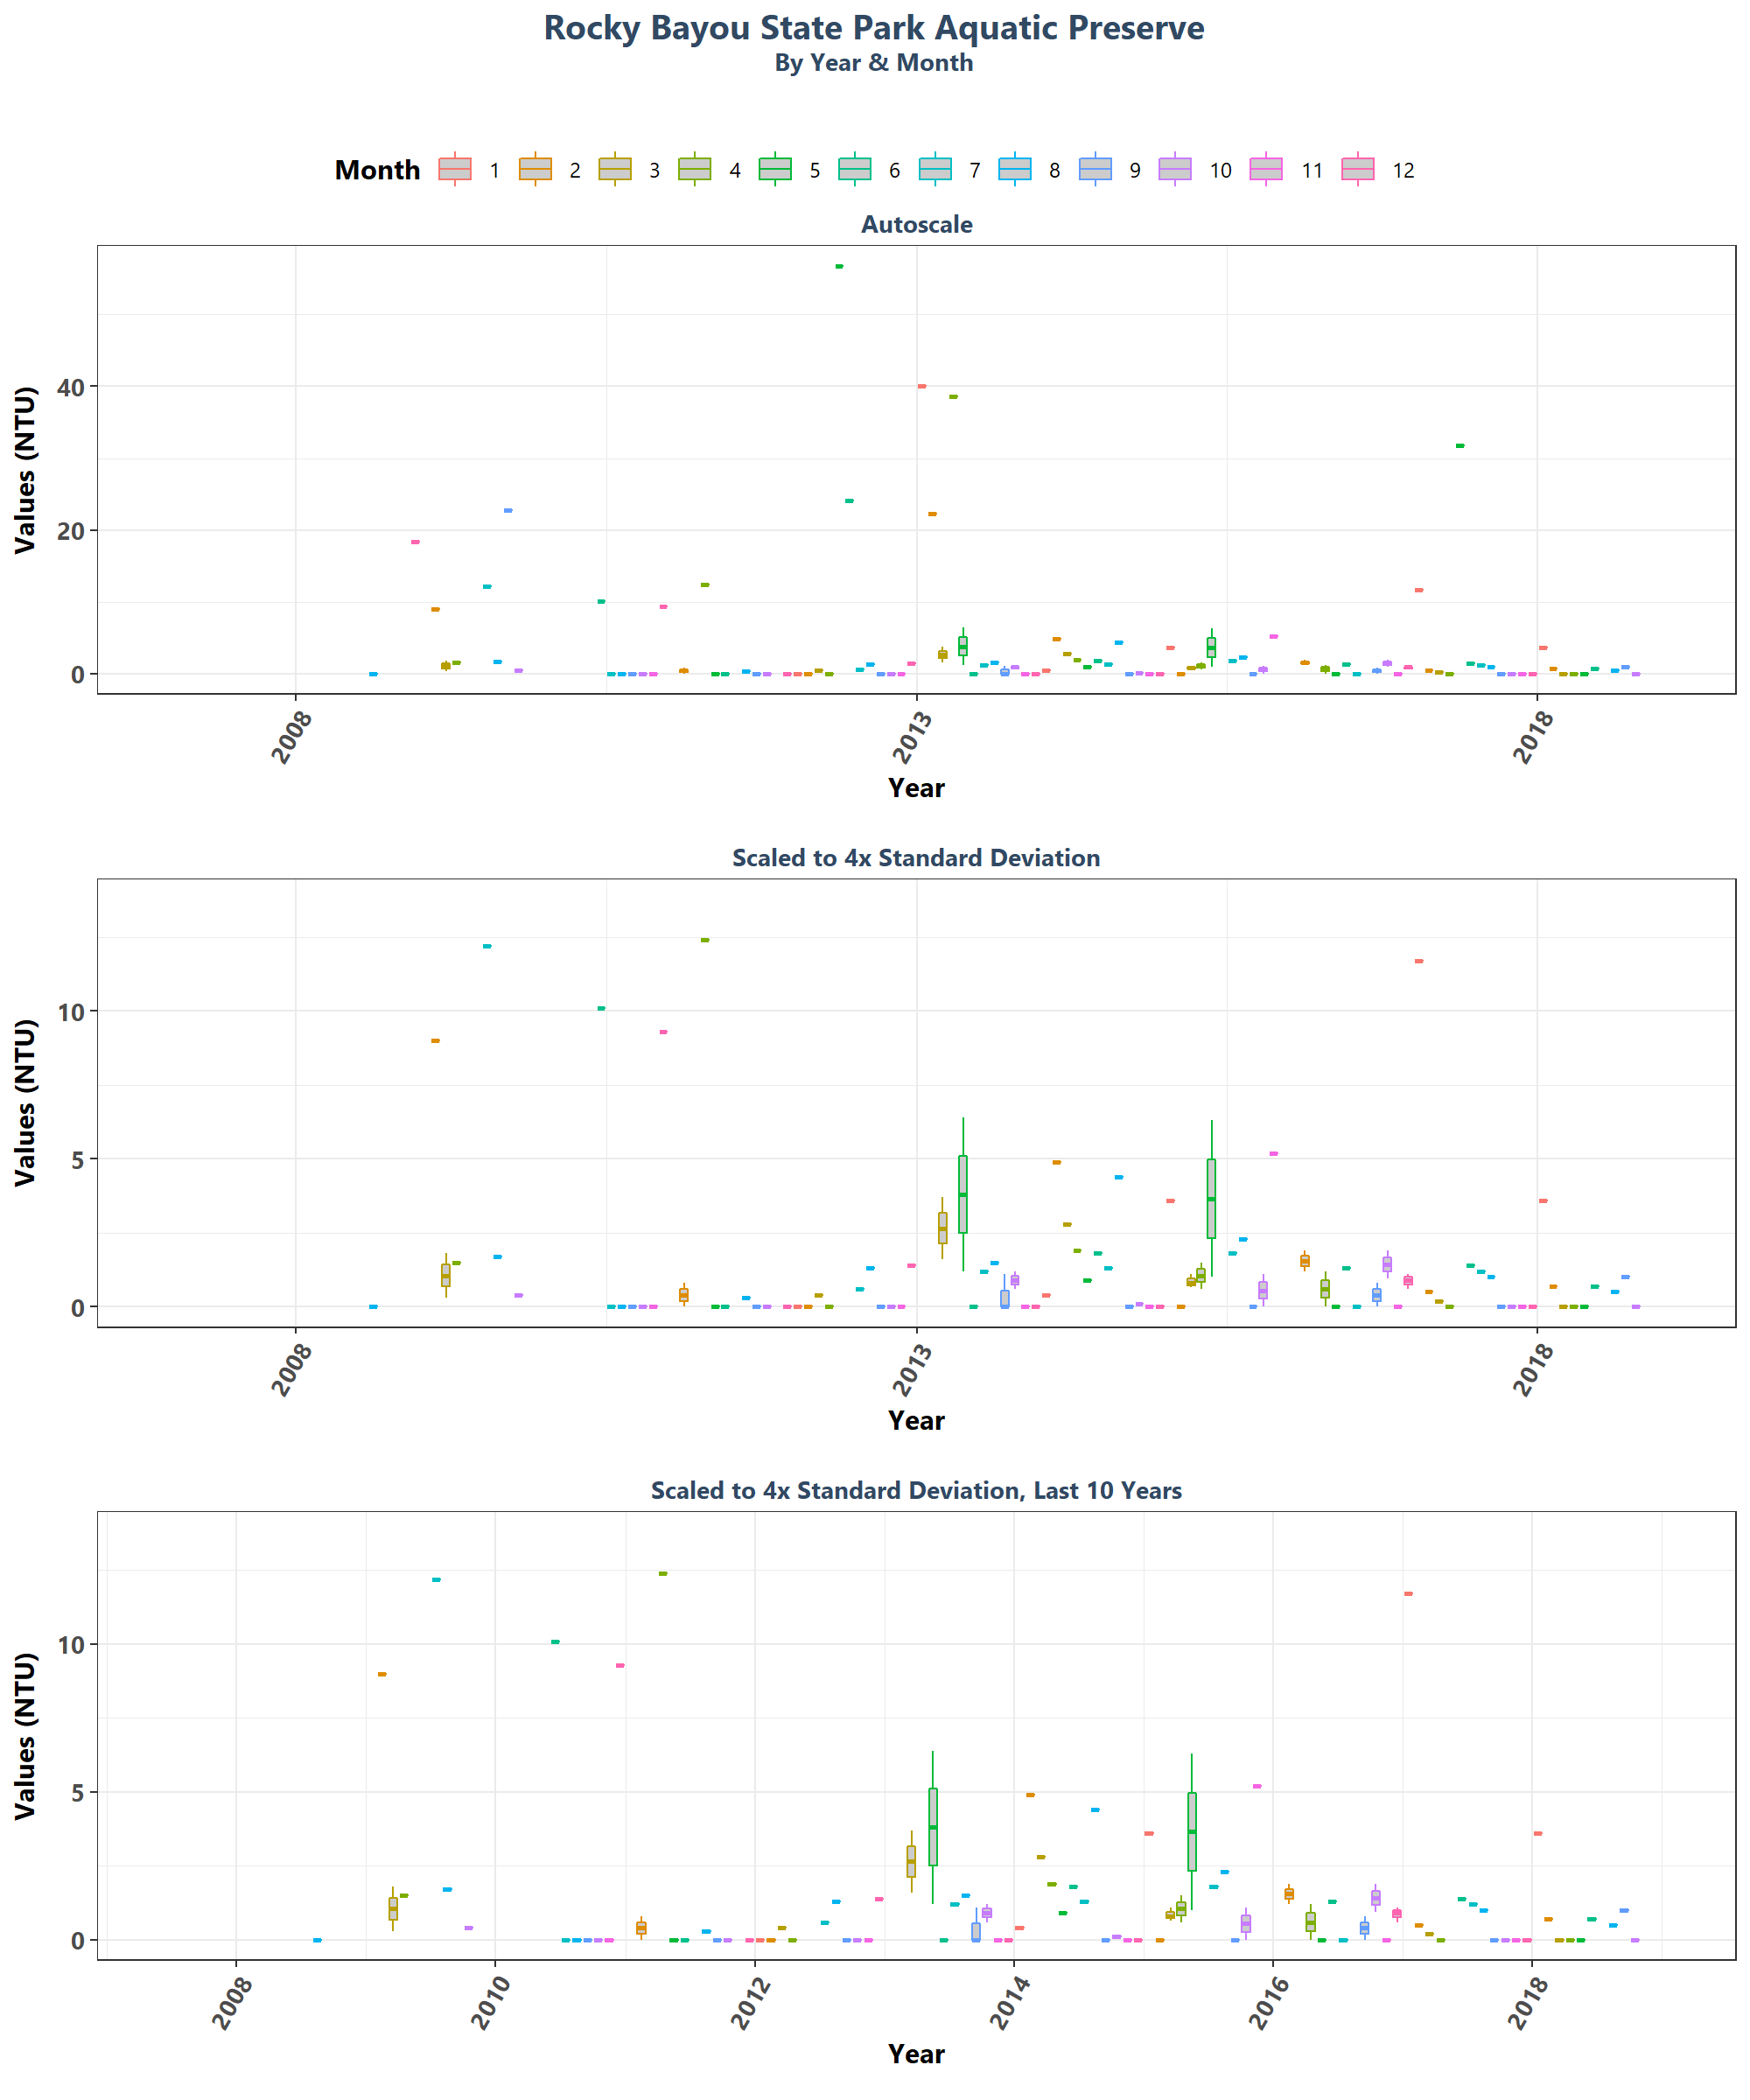 Rocky Bayou State Park Aquatic Preserve
By Year & Month
Month 1 2 3 4 5 6 7 8 9 10 11 12
Autoscale
Values (NTU)
40
20
0
2008 2013 2018
Year
Scaled to 4x Standard Deviation
Values (NTU)
10
5
0
2008 2013 2018
Year
Scaled to 4x Standard Deviation, Last 10 Years
Values (NTU)
10
5
0
2008 2010 2012 2014 2016 2018
Year